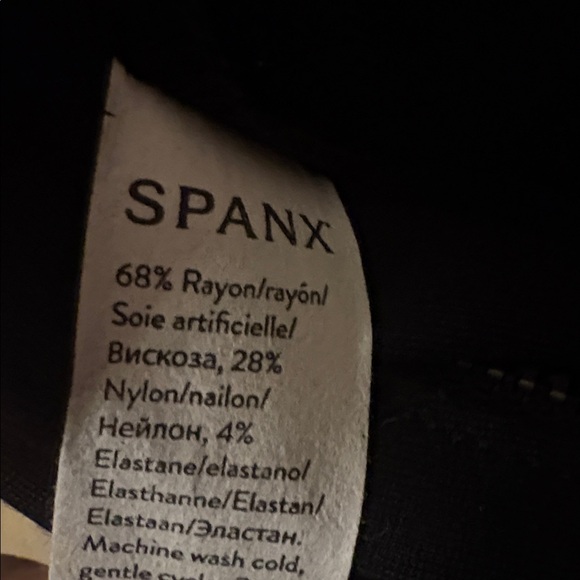 SPANX
68% Rayon/rayón/
Soie artificielle/
Вискоза, 28%
Nylon/nailon/
Нейлон, 4%
Elastane/elastano/
Elasthanne/Elastan/
Elastaan/Эластан.
Machine wash cold,
gentle